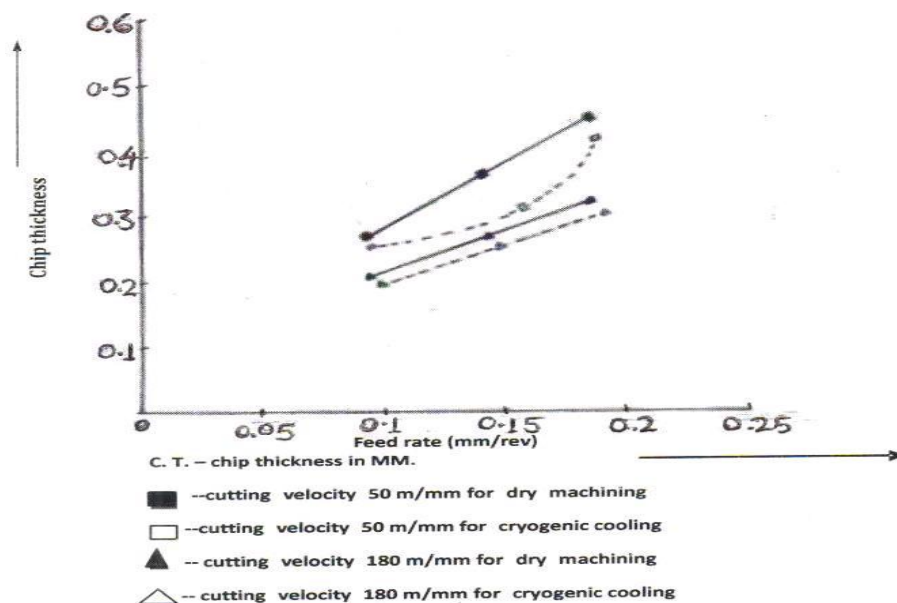 0.6
0.5
0.4
0.3
0.2
0.1
Chip thickness
0 0.05 0.1 0.15 0.2 0.25
Feed rate (mm/rev)
C. T. – chip thickness in MM.
--cutting velocity 50 m/mm for dry machining
--cutting velocity 50 m/mm for cryogenic cooling
-- cutting velocity 180 m/mm for dry machining
-- cutting velocity 180 m/mm for cryogenic cooling